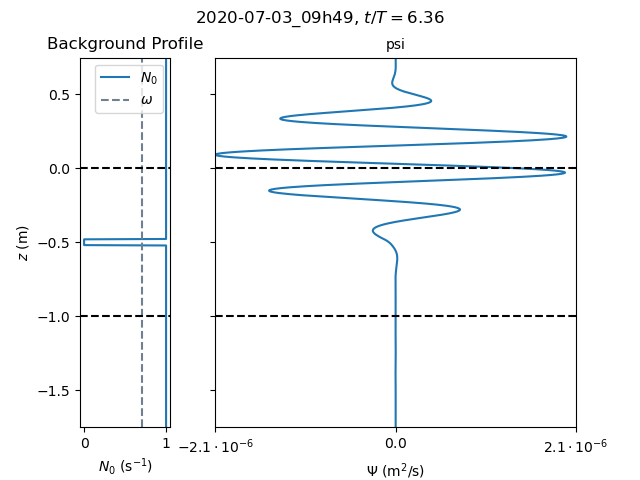 2020-07-03_09h49, t/T = 6.36
Background Profile
psi
N₀
ω
0.5
0.0
−0.5
−1.0
−1.5
z (m)
0 1
−2.1 · 10⁻⁶ 0.0 2.1 · 10⁻⁶
N₀ (s⁻¹)
Ψ (m²/s)